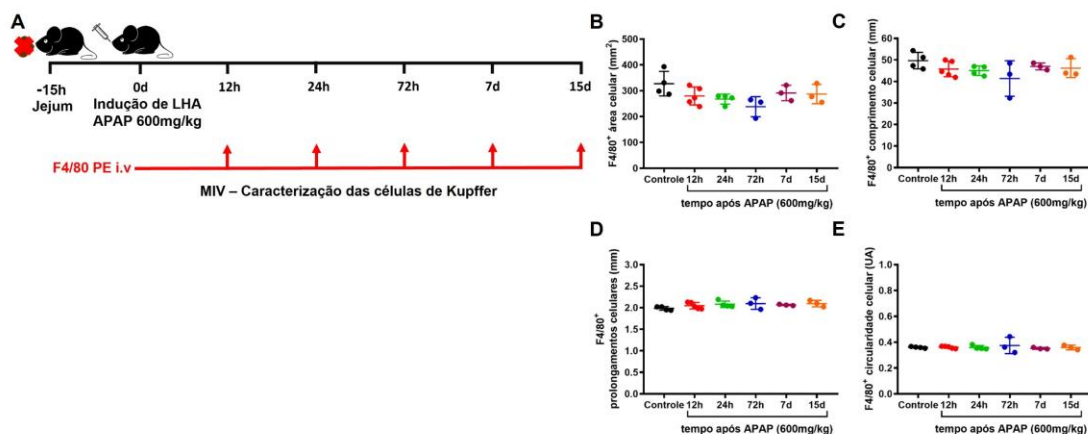 A
-15h
Jejum
0d
Indução de LHA
APAP 600mg/kg
12h
24h
72h
7d
15d
F4/80 PE i.v
MIV – Caracterização das células de Kupffer
B
F4/80⁺ área celular (mm²)
500
400
300
200
100
0
Controle 12h 24h 72h 7d 15d
tempo após APAP (600mg/kg)
C
F4/80⁺ comprimento celular (mm)
60
50
40
30
20
10
0
Controle 12h 24h 72h 7d 15d
tempo após APAP (600mg/kg)
D
F4/80⁺
prolongamentos celulares (mm)
3.0
2.5
2.0
1.5
1.0
0.5
0.0
Controle 12h 24h 72h 7d 15d
tempo após APAP (600mg/kg)
E
F4/80⁺ circularidade celular (UA)
1.0
0.8
0.6
0.4
0.2
0.0
Controle 12h 24h 72h 7d 15d
tempo após APAP (600mg/kg)